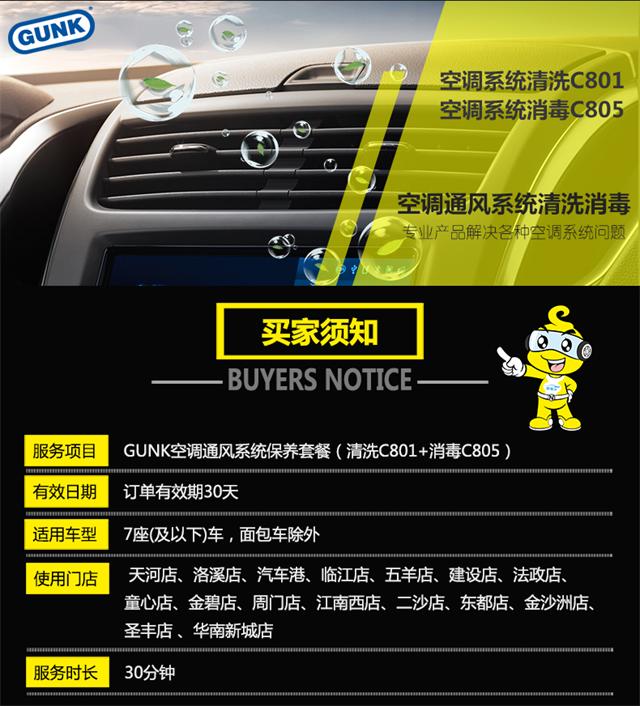 GUNK
空调系统清洗C801
空调系统消毒C805
空调通风系统清洗消毒
专业产品解决各种空调系统问题
买家须知
BUYERS NOTICE
服务项目 GUNK空调通风系统保养套餐（清洗C801+消毒C805）
有效日期 订单有效期30天
适用车型 7座(及以下)车，面包车除外
使用门店 天河店、洛溪店、汽车港、临江店、五羊店、建设店、法政店、
童心店、金碧店、周门店、江南西店、二沙店、东都店、金沙洲店、
圣丰店 、华南新城店
服务时长 30分钟